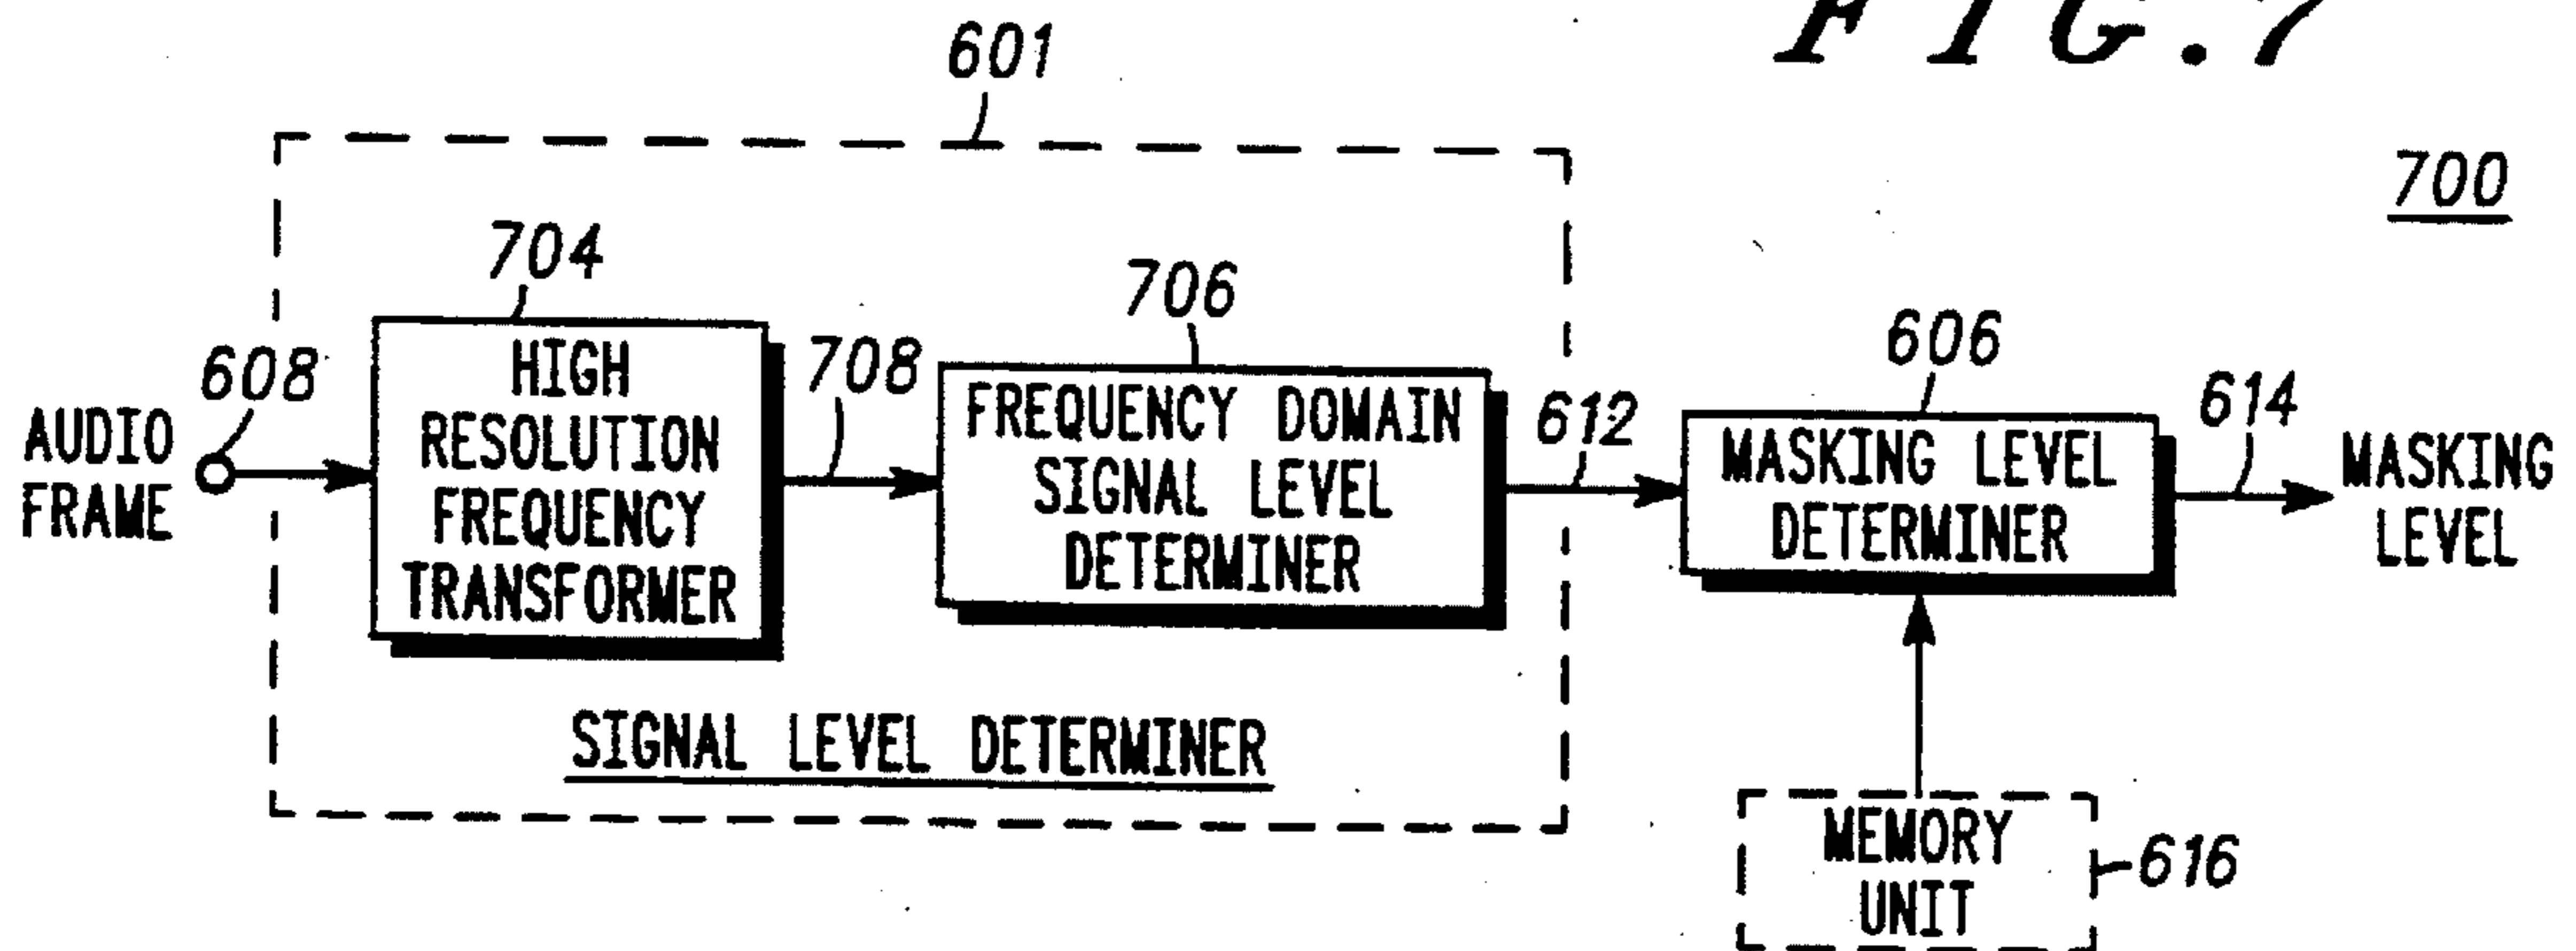 FIG.7
601
700
704
706
608
708
606
612
614
AUDIO
FRAME
HIGH
RESOLUTION
FREQUENCY
TRANSFORMER
FREQUENCY DOMAIN
SIGNAL LEVEL
DETERMINER
MASKING LEVEL
DETERMINER
MASKING
LEVEL
SIGNAL LEVEL DETERMINER
MEMORY
UNIT
616